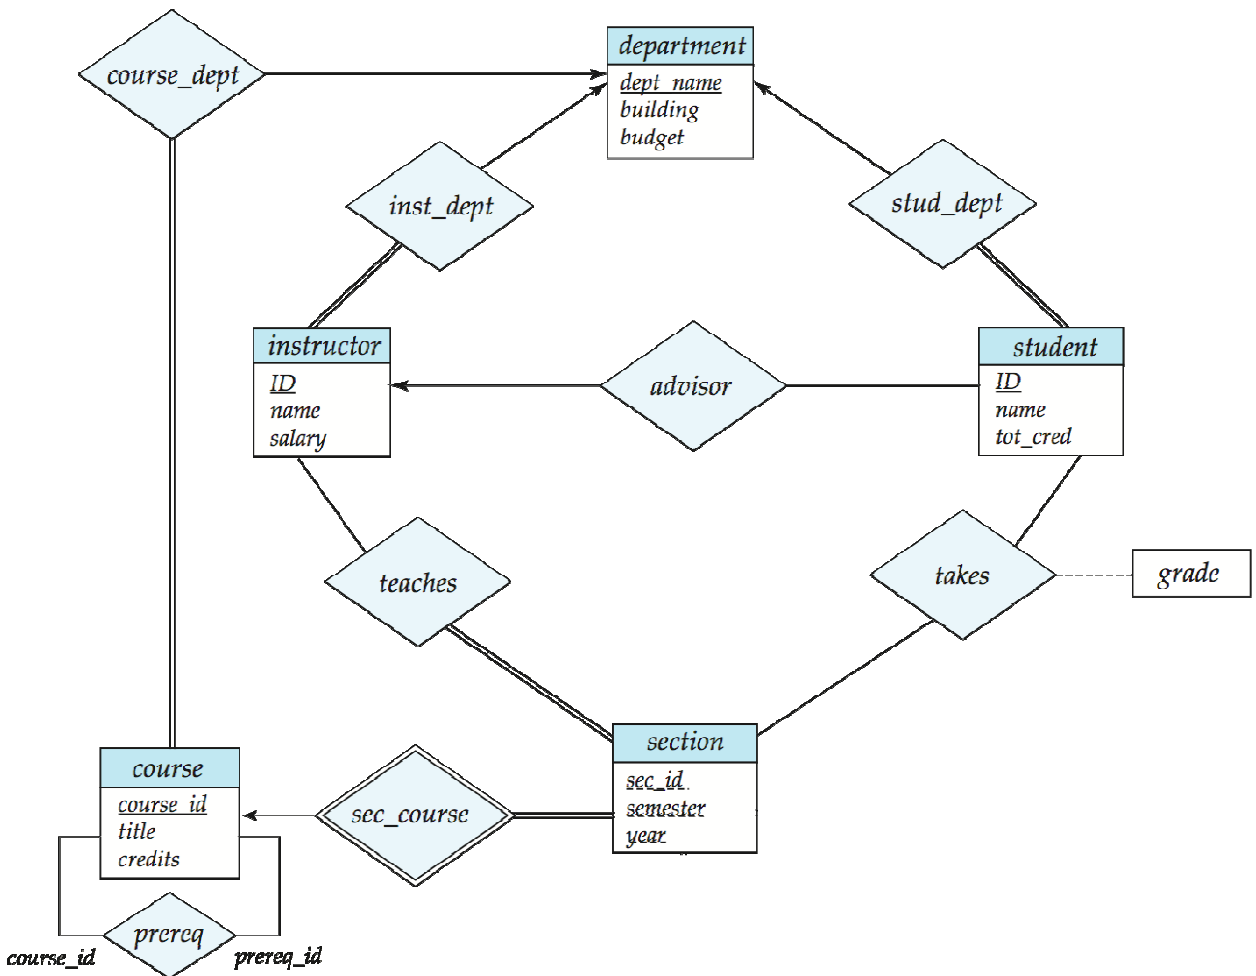 department
course_dept
dept_name
building
budget
inst_dept
stud_dept
instructor
student
ID
name
salary
advisor
ID
name
tot_cred
teaches
takes
grade
section
sec_id
semester
year
course
course_id
title
credits
sec_course
prereq
course_id
prereq_id